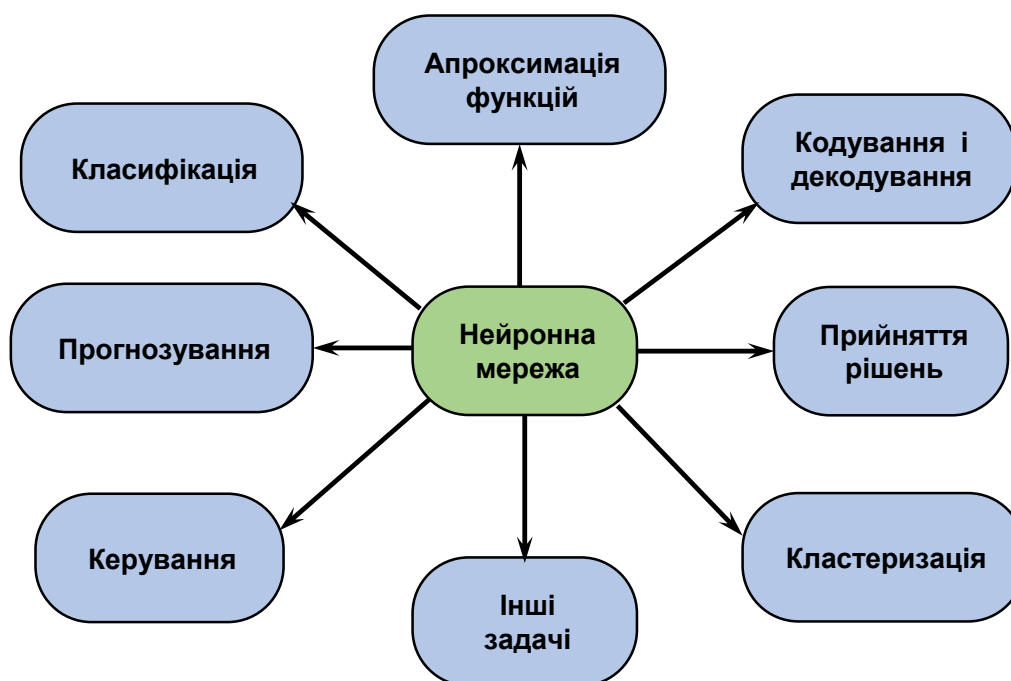 Апроксимація
функцій
Класифікація
Кодування і
декодування
Прогнозування
Нейронна
мережа
Прийняття
рішень
Керування
Інші
задачі
Кластеризація